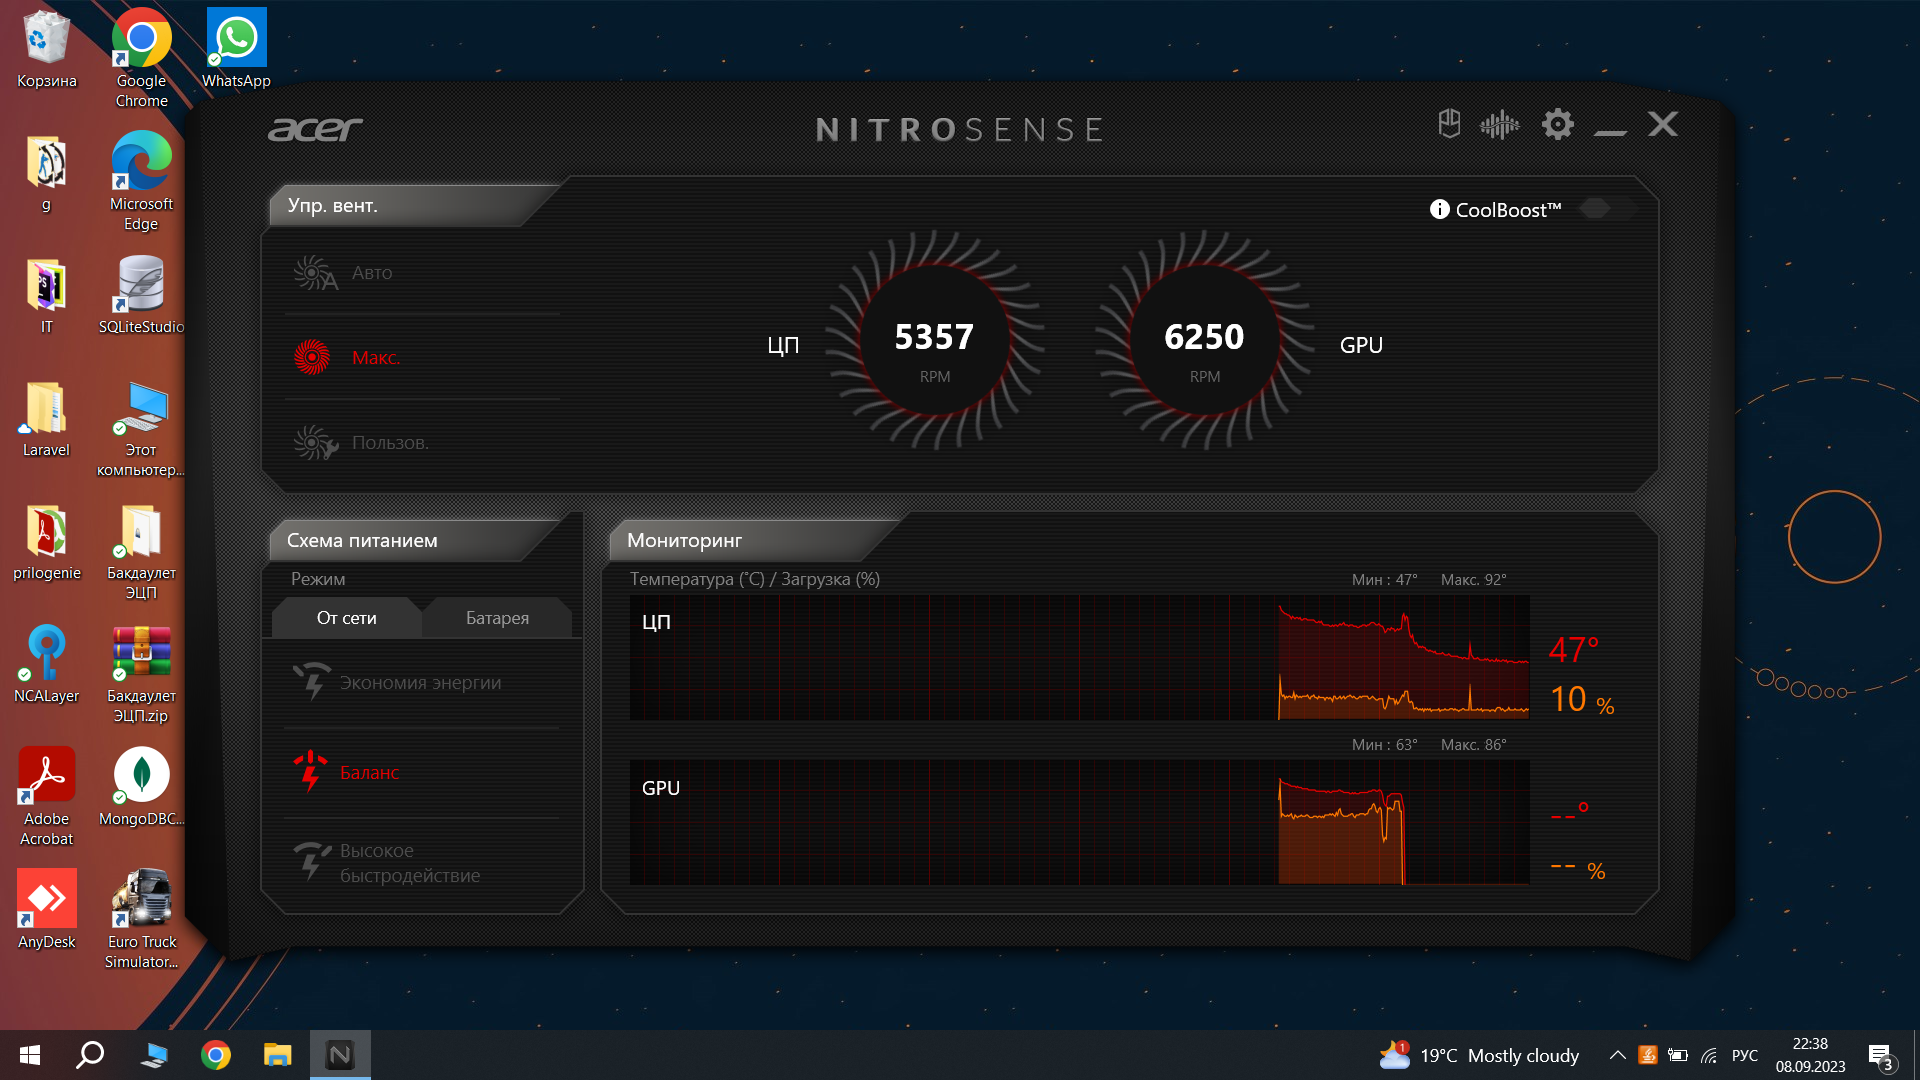 Корзина
Google
Chrome
WhatsApp
g
Microsoft
Edge
IT
SQLiteStudio
Laravel
Этот
компьютер...
prilogenie
Бакдаулет
ЭЦП
NCALayer
Бакдаулет
ЭЦП.zip
Adobe
Acrobat
MongoDBC...
AnyDesk
Euro Truck
Simulator...
acer
NITROSENSE
Упр. вент.
CoolBoost™
Авто
Макс.
Пользов.
ЦП
5357
RPM
6250
RPM
GPU
Схема питанием
Режим
От сети
Батарея
Экономия энергии
Баланс
Высокое
быстродействие
Мониторинг
Температура (°C) / Загрузка (%)
Мин : 47° Макс. 92°
ЦП
47°
10 %
Мин : 63° Макс. 86°
GPU
--°
-- %
1
19°C Mostly cloudy
РУС
22:38
08.09.2023
3